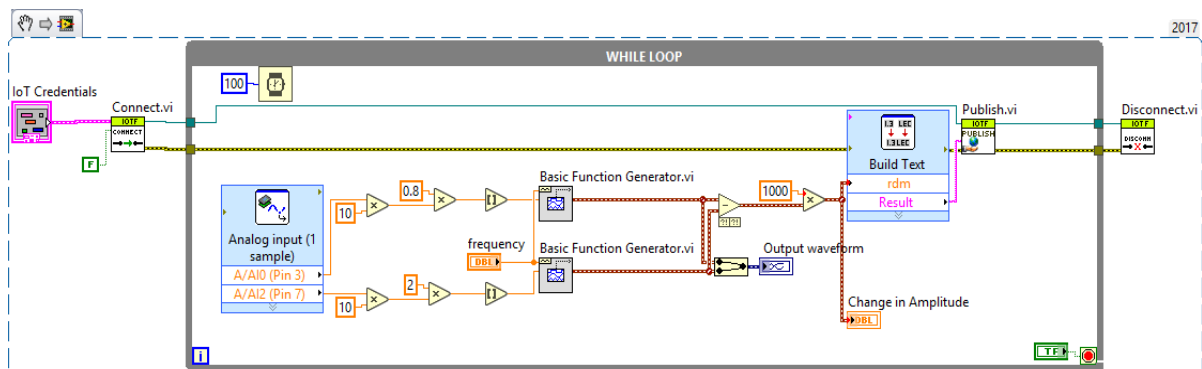 2017
WHILE LOOP
100
IoT Credentials
Connect.vi
IOTF
CONNECT
F
Publish.vi
IOTF
PUBLISH
Disconnect.vi
IOTF
DISCONN
Build Text
rdm
Result
Analog input (1
sample)
A/AI0 (Pin 3)
A/AI2 (Pin 7)
10
0.8
10
2
Basic Function Generator.vi
frequency
DBL
Basic Function Generator.vi
1000
Output waveform
Change in Amplitude
DBL
i
TF